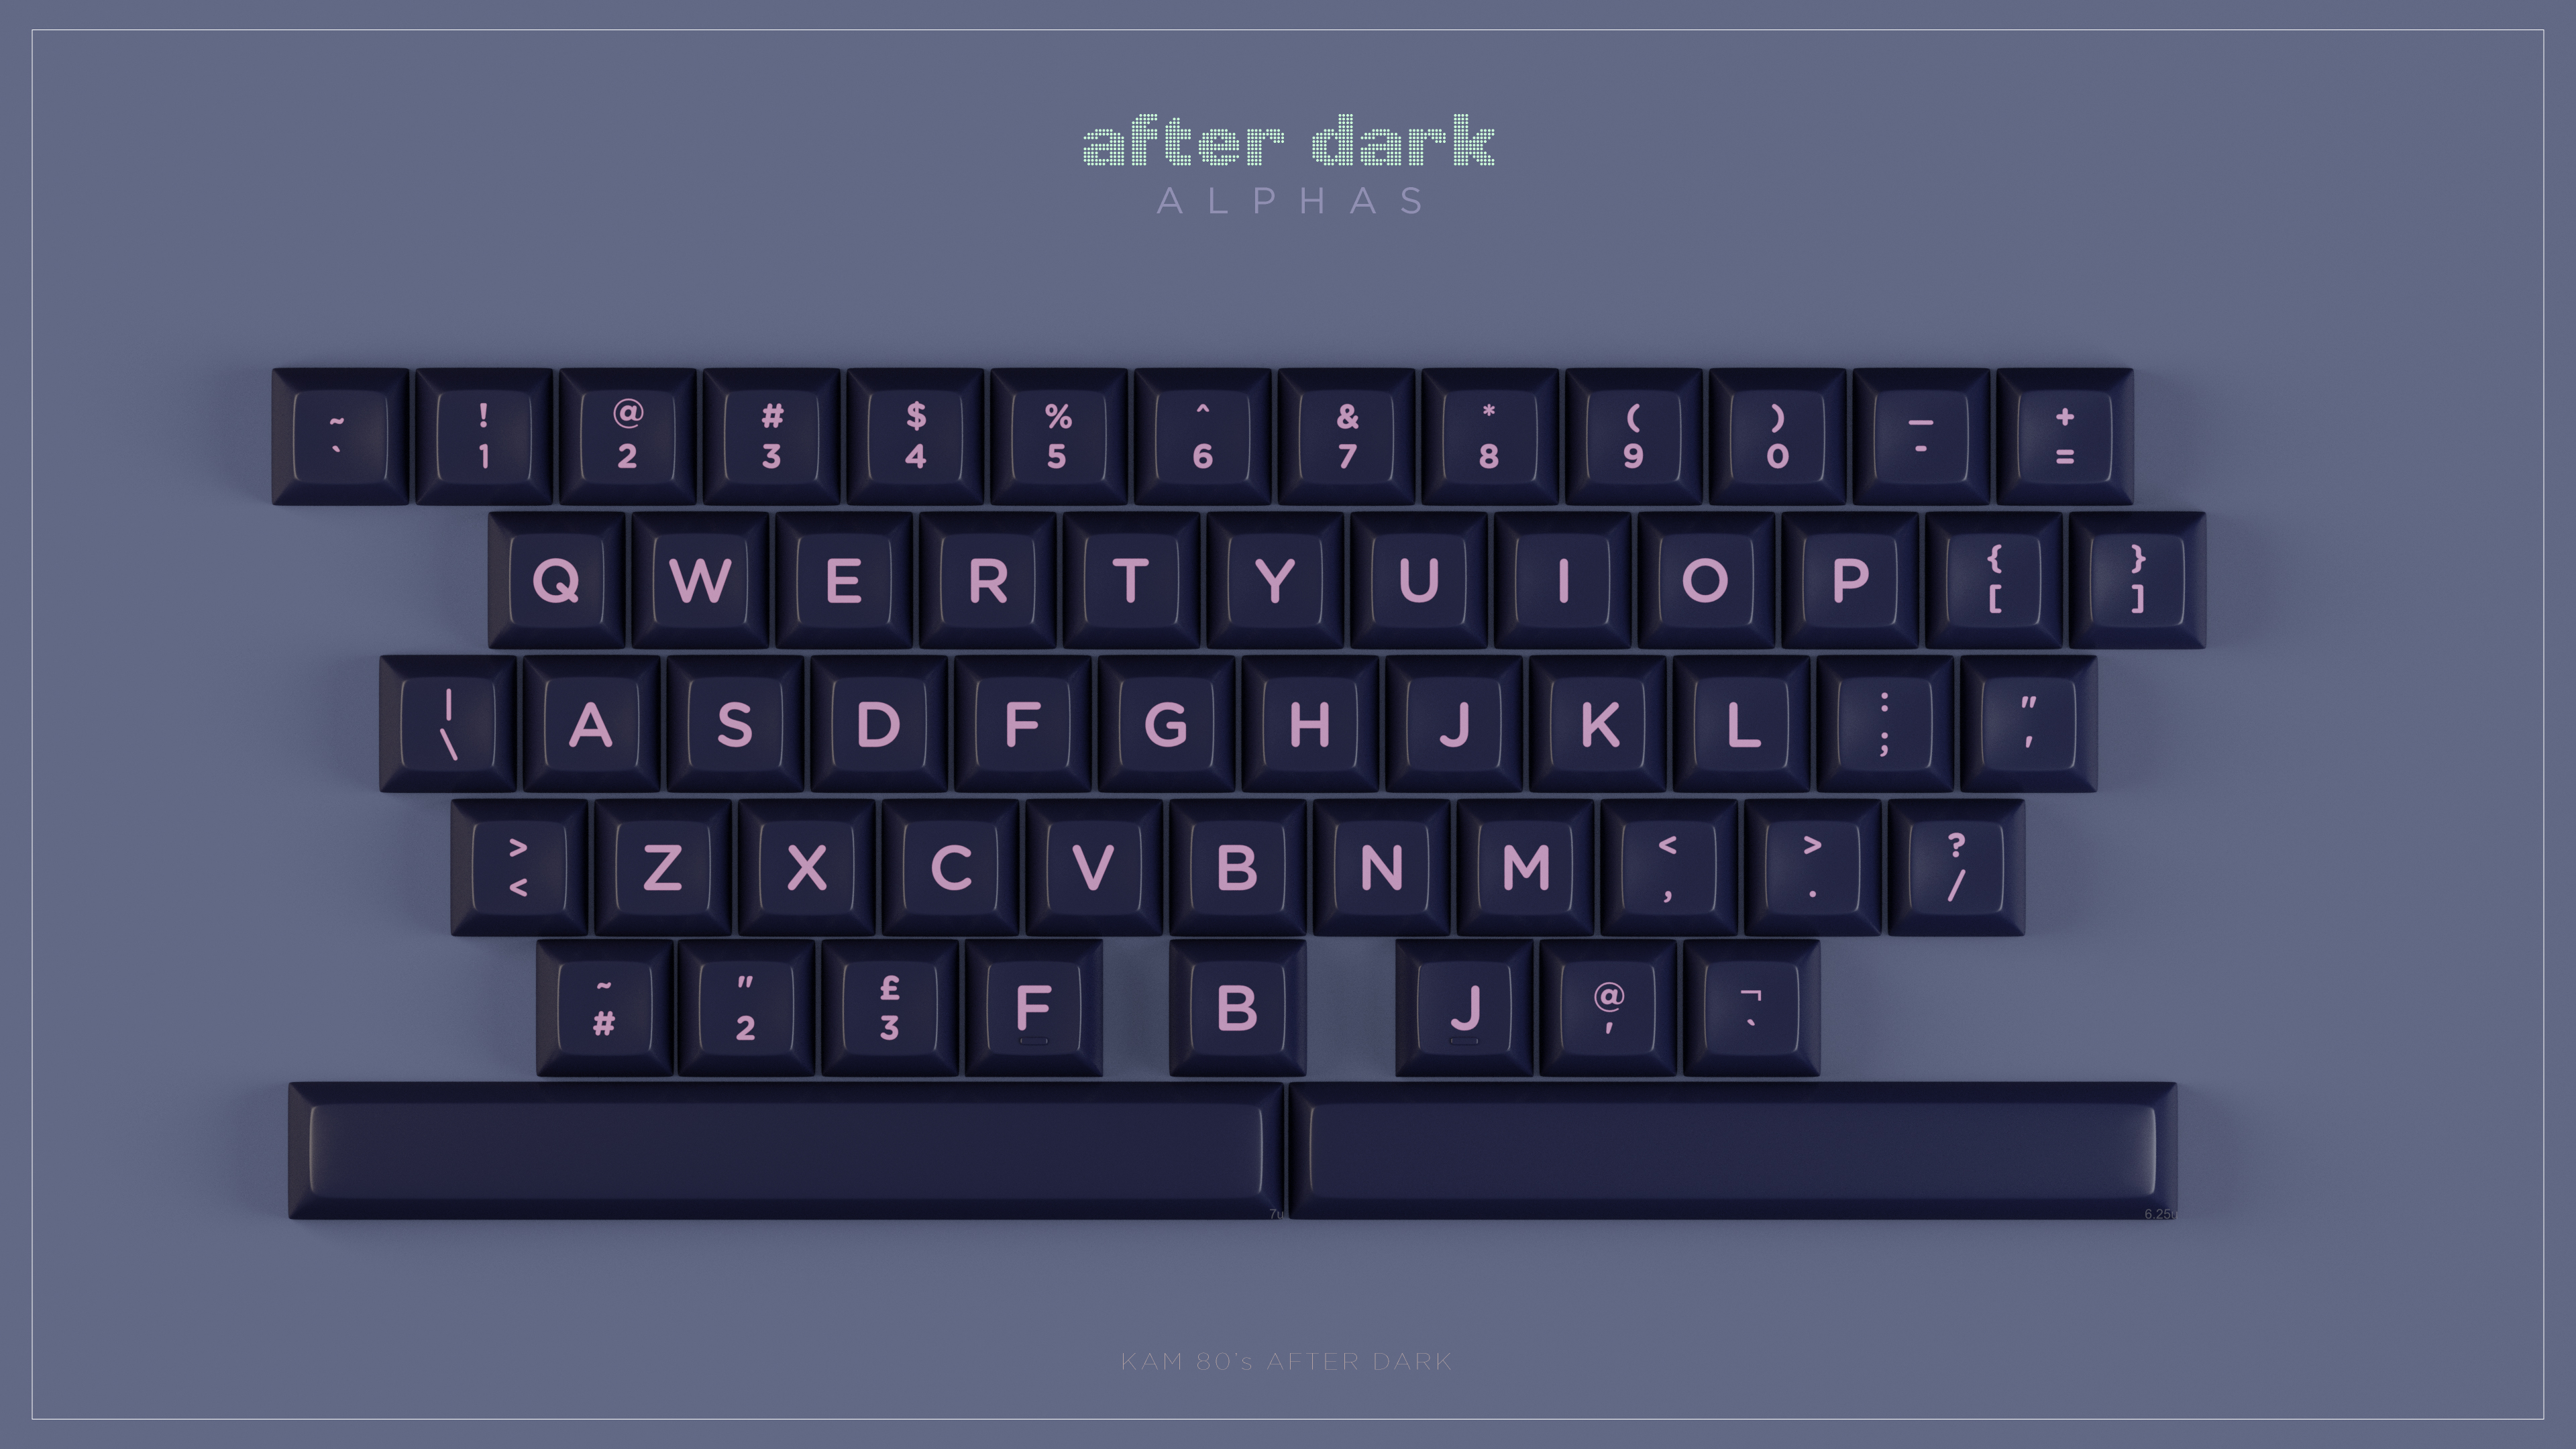 after dark
ALPHAS
~ ! @ # $ % ^ & * ( ) _ +
` 1 2 3 4 5 6 7 8 9 0 - =
Q W E R T Y U I O P { }
[ ]
| A S D F G H J K L : "
\ ; '
> Z X C V B N M < > ?
< , . /
~ " £ F B J @ ¬
# 2 3 ' `
7u 6.25u
KAM 80's AFTER DARK